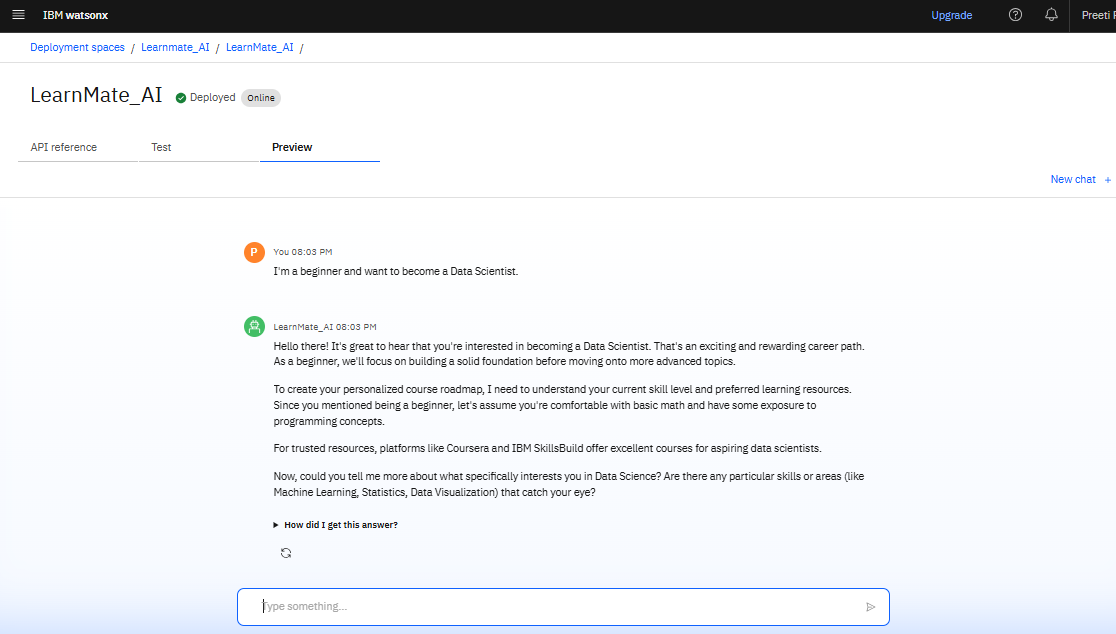 IBM watsonx
Upgrade
Preeti
Deployment spaces / Learnmate_AI / LearnMate_AI /
LearnMate_AI Deployed Online
API reference Test Preview
New chat +
P You 08:03 PM
I'm a beginner and want to become a Data Scientist.
LearnMate_AI 08:03 PM
Hello there! It's great to hear that you're interested in becoming a Data Scientist. That's an exciting and rewarding career path.
As a beginner, we'll focus on building a solid foundation before moving onto more advanced topics.
To create your personalized course roadmap, I need to understand your current skill level and preferred learning resources.
Since you mentioned being a beginner, let's assume you're comfortable with basic math and have some exposure to
programming concepts.
For trusted resources, platforms like Coursera and IBM SkillsBuild offer excellent courses for aspiring data scientists.
Now, could you tell me more about what specifically interests you in Data Science? Are there any particular skills or areas (like
Machine Learning, Statistics, Data Visualization) that catch your eye?
How did I get this answer?
Type something...